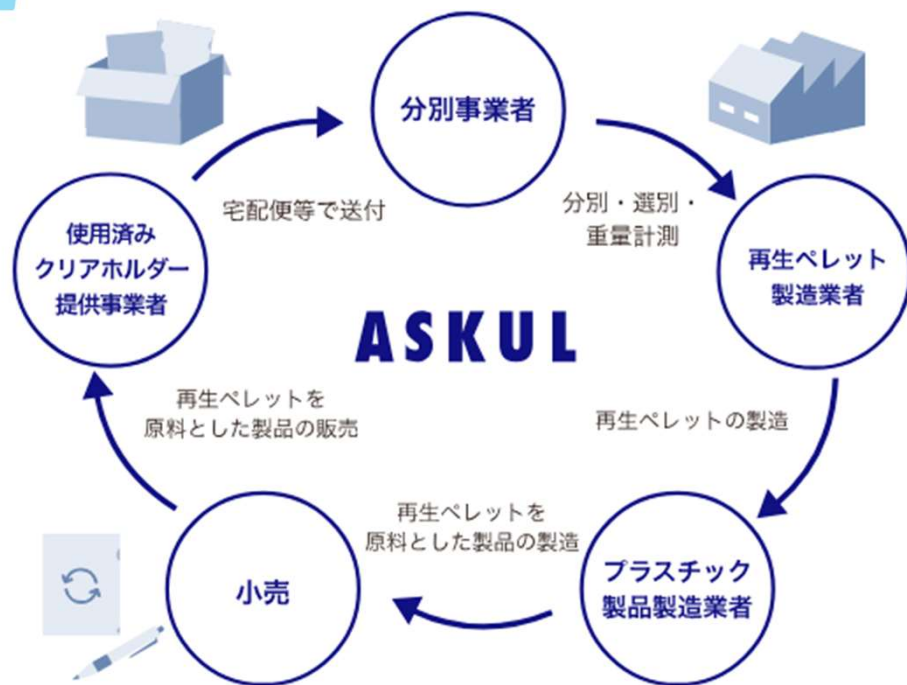 分別事業者
宅配便等で送付
分別・選別・
重量計測
使用済み
クリアホルダー
提供事業者
再生ペレット
製造業者
ASKUL
再生ペレットを
原料とした製品の販売
再生ペレットの製造
再生ペレットを
原料とした製品の製造
小売
プラスチック
製品製造業者